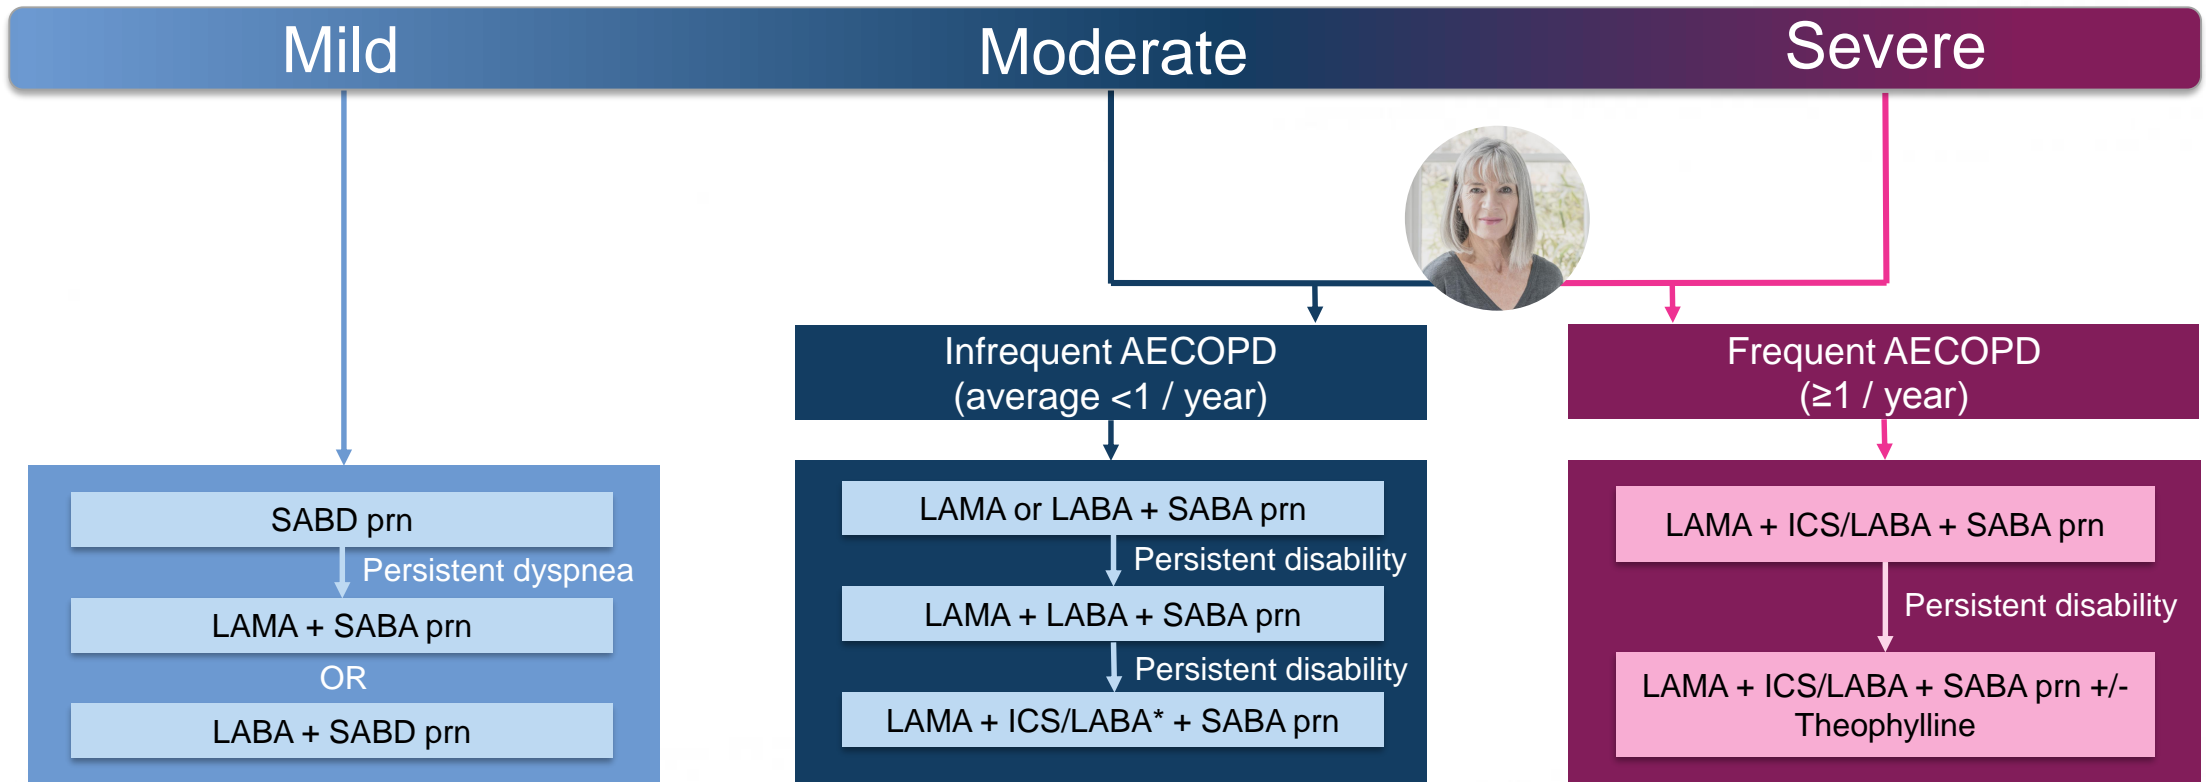 Mild
Moderate
Severe
Infrequent AECOPD
(average <1 / year)
Frequent AECOPD
(≥1 / year)
SABD prn
Persistent dyspnea
LAMA + SABA prn
OR
LABA + SABD prn
LAMA or LABA + SABA prn
Persistent disability
LAMA + LABA + SABA prn
Persistent disability
LAMA + ICS/LABA* + SABA prn
LAMA + ICS/LABA + SABA prn
Persistent disability
LAMA + ICS/LABA + SABA prn +/-
Theophylline